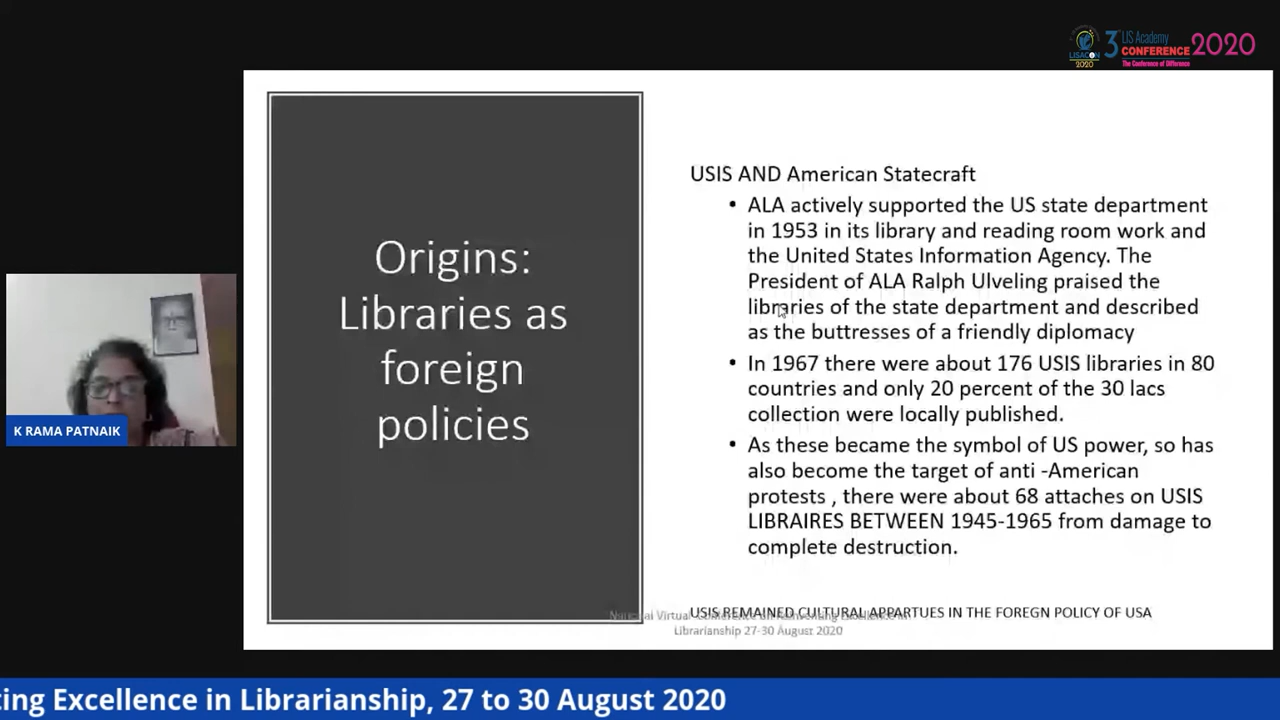 3rd LIS Academy
CONFERENCE 2020
The Conference of Difference
LISACON
2020
Origins:
Libraries as
foreign
policies
USIS AND American Statecraft
• ALA actively supported the US state department
in 1953 in its library and reading room work and
the United States Information Agency. The
President of ALA Ralph Ulveling praised the
libraries of the state department and described
as the buttresses of a friendly diplomacy
• In 1967 there were about 176 USIS libraries in 80
countries and only 20 percent of the 30 lacs
collection were locally published.
• As these became the symbol of US power, so has
also become the target of anti -American
protests , there were about 68 attaches on USIS
LIBRAIRES BETWEEN 1945-1965 from damage to
complete destruction.
USIS REMAINED CULTURAL APPARTUES IN THE FOREGN POLICY OF USA
National Virtual Conference on Reinventing Excellence in
Librarianship 27-30 August 2020
K RAMA PATNAIK
ting Excellence in Librarianship, 27 to 30 August 2020